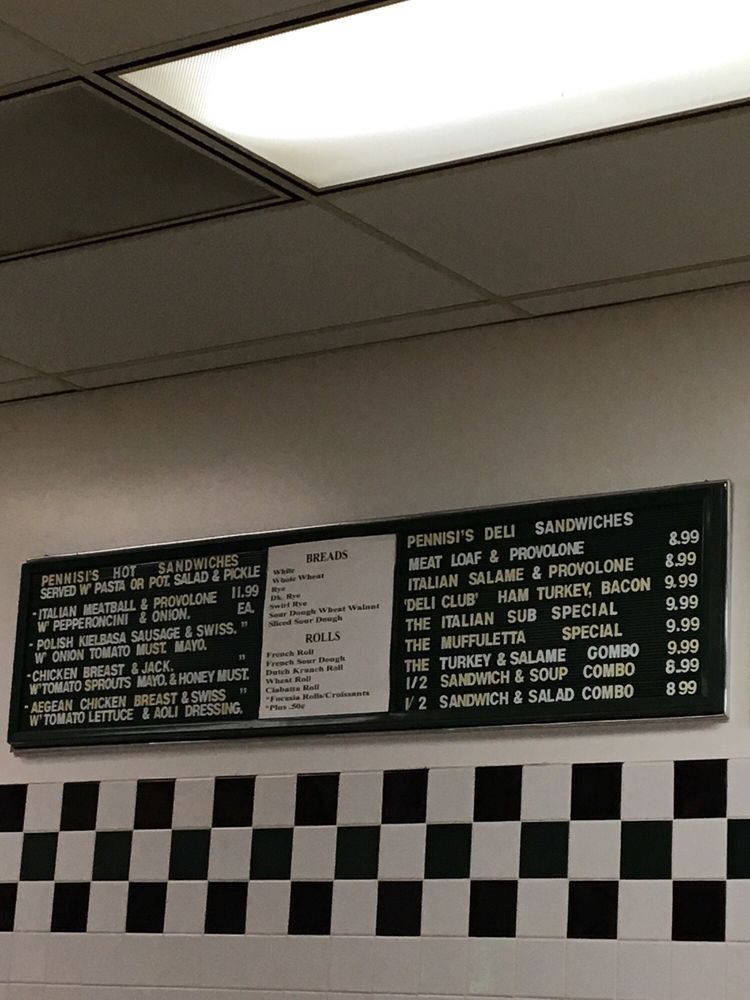 PENNISI'S HOT SANDWICHES
SERVED W' PASTA OR POT. SALAD & PICKLE
- ITALIAN MEATBALL & PROVOLONE 11.99
W' PEPPERONCINI & ONION. EA.
- POLISH KIELBASA SAUSAGE & SWISS. "
W' ONION TOMATO MUST. MAYO.
- CHICKEN BREAST & JACK. "
W' TOMATO SPROUTS MAYO. & HONEY MUST.
- AEGEAN CHICKEN BREAST & SWISS "
W' TOMATO LETTUCE & AOLI DRESSING.
BREADS
White
Whole Wheat
Rye
Dk. Rye
Swirl Rye
Sour Dough Wheat Walnut
Sliced Sour Dough
ROLLS
French Roll
French Sour Dough
Dutch Krunch Roll
Wheat Roll
Ciabatta Roll
*Focasia Rolls/Croissants
*Plus .50¢
PENNISI'S DELI SANDWICHES
MEAT LOAF & PROVOLONE 8.99
ITALIAN SALAME & PROVOLONE 8.99
'DELI CLUB' HAM TURKEY, BACON 9.99
THE ITALIAN SUB SPECIAL 9.99
THE MUFFULETTA SPECIAL 9.99
THE TURKEY & SALAME GOMBO 9.99
1/2 SANDWICH & SOUP COMBO 8.99
1/2 SANDWICH & SALAD COMBO 8 99